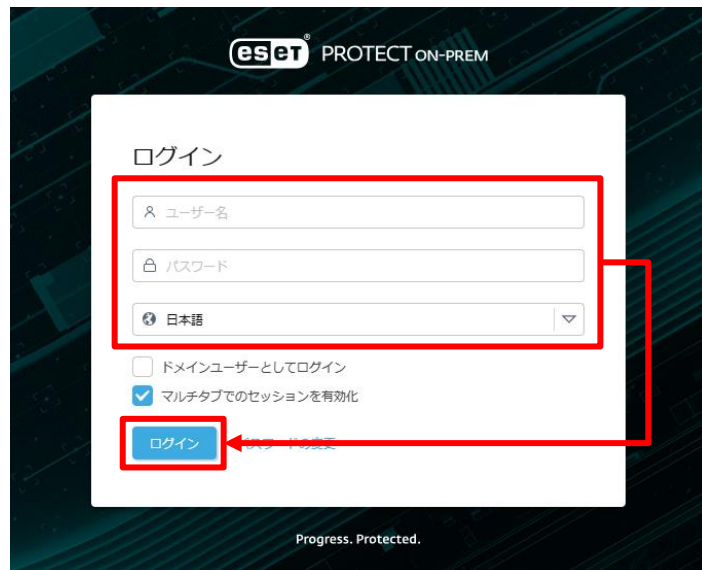 eset® PROTECT ON-PREM
ログイン
ユーザー名
パスワード
日本語
ドメインユーザーとしてログイン
マルチタブでのセッションを有効化
ログイン の変更
Progress. Protected.